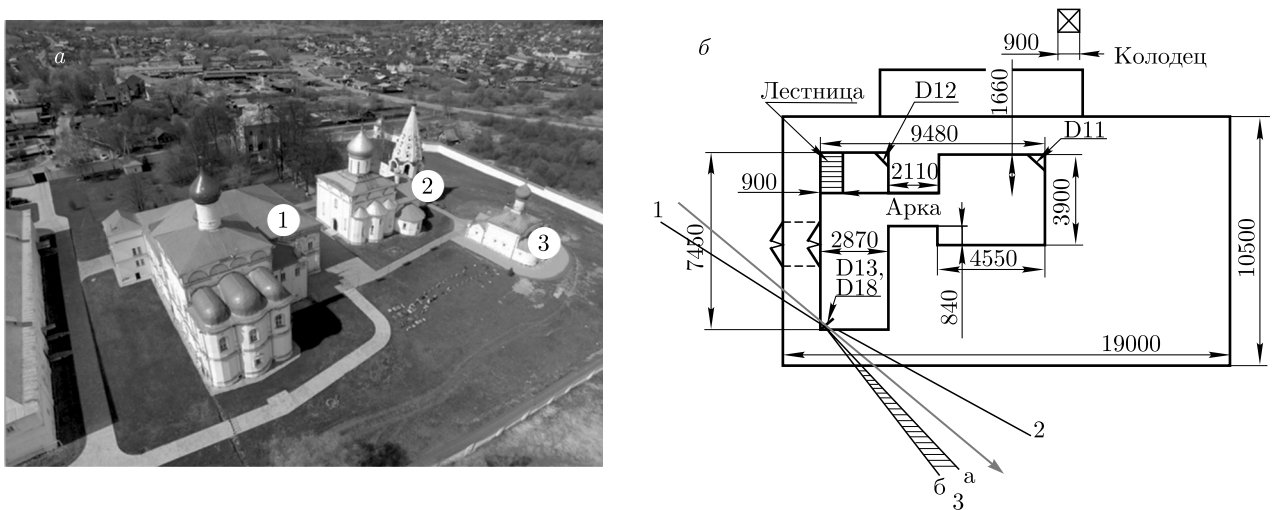 а
1
2
3
б
900
Колодец
Лестница
D12
1660
9480
D11
2110
900
Арка
3900
1
7450
2870
4550
10500
D13,
D18
840
19000
2
а
б
3